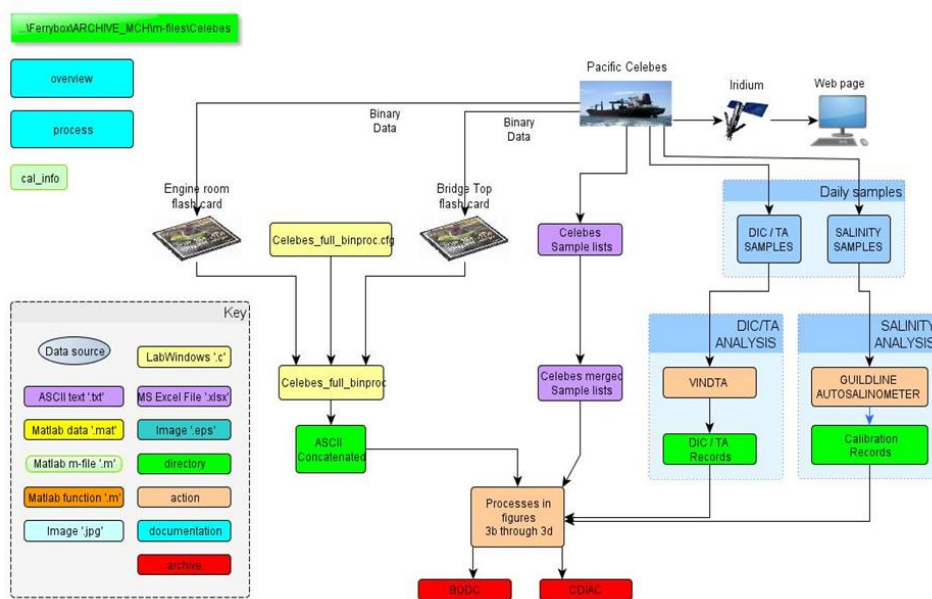 ...\Ferrybox\ARCHIVE_MCH\m-files\Celebes
overview
process
cal_info
Pacific Celebes
Iridium
Web page
Binary
Data
Binary
Data
Engine room
flash card
Bridge Top
flash card
Celebes_full_binproc.cfg
Celebes
Sample lists
Daily samples
DIC / TA
SAMPLES
SALINITY
SAMPLES
Key
Data source
LabWindows '.c'
ASCII text '.txt'
MS Excel File '.xlsx'
Matlab data '.mat'
Image '.eps'
Matlab m-file '.m'
directory
Matlab function '.m'
action
Image '.jpg'
documentation
archive
Celebes_full_binproc
ASCII
Concatenated
Celebes merged
Sample lists
DIC/TA
ANALYSIS
VINDTA
DIC / TA
Records
SALINITY
ANALYSIS
GUILDLINE
AUTOSALINOMETER
Calibration
Records
Processes in
figures
3b through 3d
BODC
CDIAC